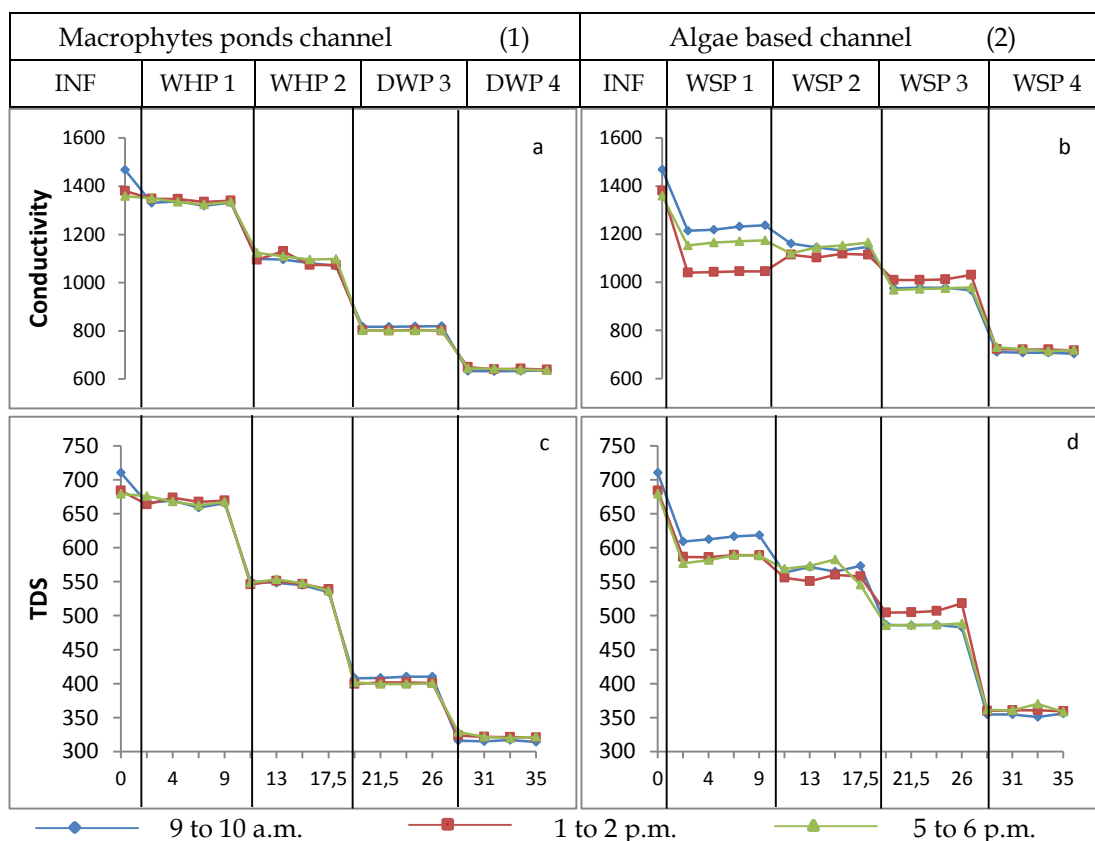 Macrophytes ponds channel (1) Algae based channel (2)
INF WHP 1 WHP 2 DWP 3 DWP 4 INF WSP 1 WSP 2 WSP 3 WSP 4
a
1600
1400
1200
1000
800
600
Conductivity
b
1600
1400
1200
1000
800
600
c
750
700
650
600
550
500
450
400
350
300
TDS
0 4 9 13 17,5 21,5 26 31 35
d
750
700
650
600
550
500
450
400
350
300
0 4 9 13 17,5 21,5 26 31 35
9 to 10 a.m. 1 to 2 p.m. 5 to 6 p.m.